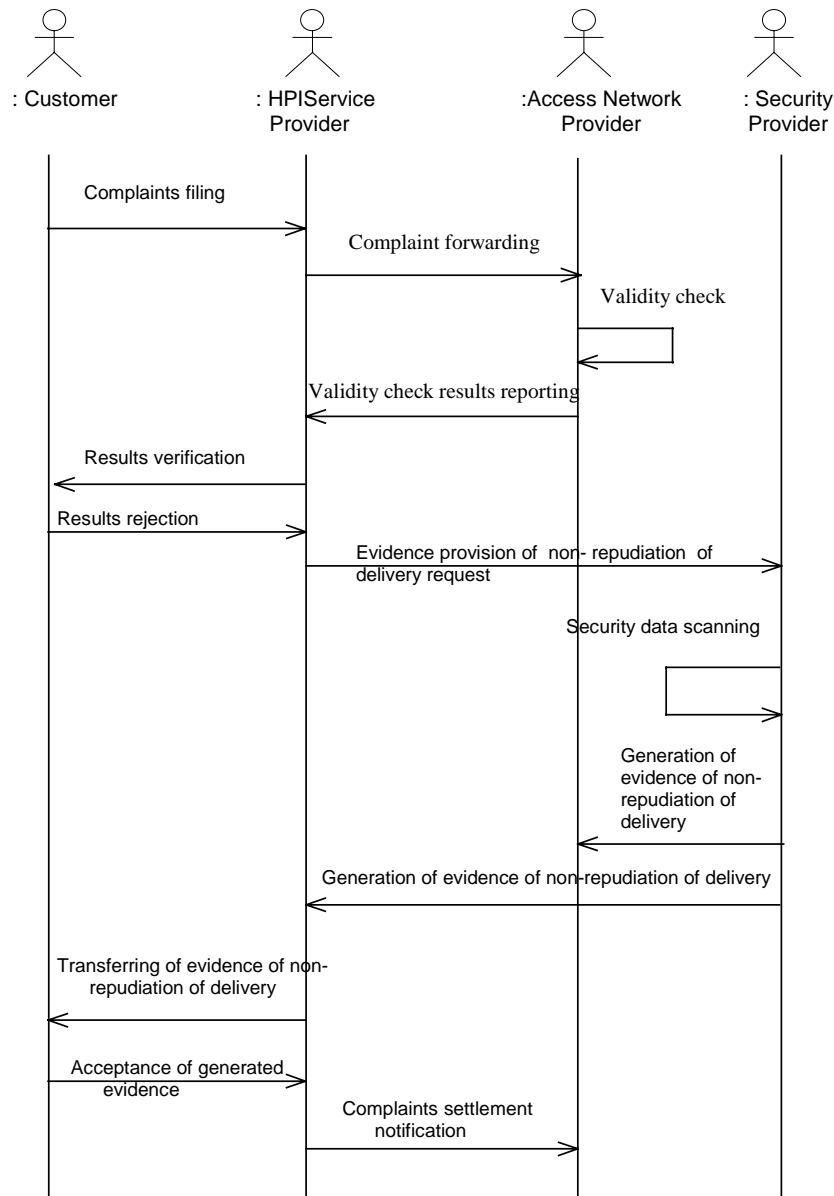 : Customer
: HPIService
Provider
:Access Network
Provider
: Security
Provider
Complaints filing
Complaint forwarding
Validity check
Validity check results reporting
Results verification
Results rejection
Evidence provision of non- repudiation of
delivery request
Security data scanning
Generation of
evidence of non-
repudiation of
delivery
Generation of evidence of non-repudiation of delivery
Transferring of evidence of non-
repudiation of delivery
Acceptance of generated
evidence
Complaints settlement
notification